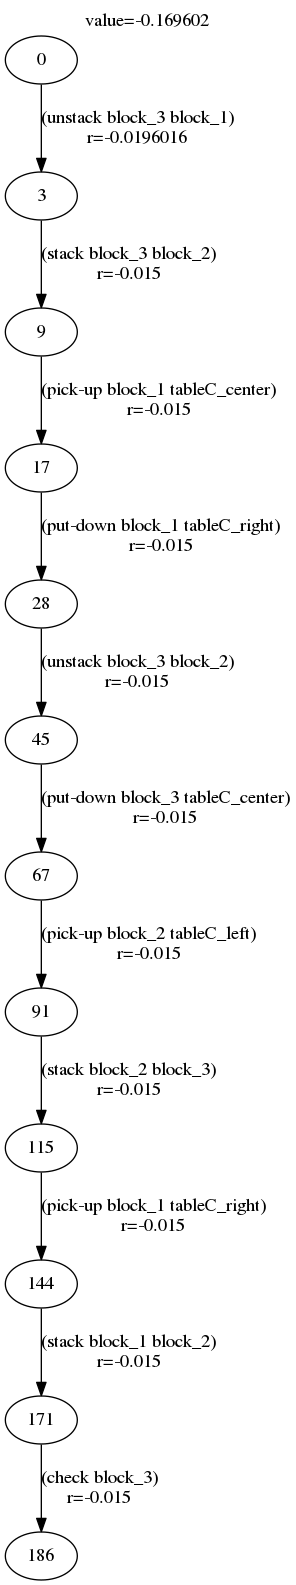 value=-0.169602
0
(unstack block_3 block_1)
r=-0.0196016
3
(stack block_3 block_2)
r=-0.015
9
(pick-up block_1 tableC_center)
r=-0.015
17
(put-down block_1 tableC_right)
r=-0.015
28
(unstack block_3 block_2)
r=-0.015
45
(put-down block_3 tableC_center)
r=-0.015
67
(pick-up block_2 tableC_left)
r=-0.015
91
(stack block_2 block_3)
r=-0.015
115
(pick-up block_1 tableC_right)
r=-0.015
144
(stack block_1 block_2)
r=-0.015
171
(check block_3)
r=-0.015
186